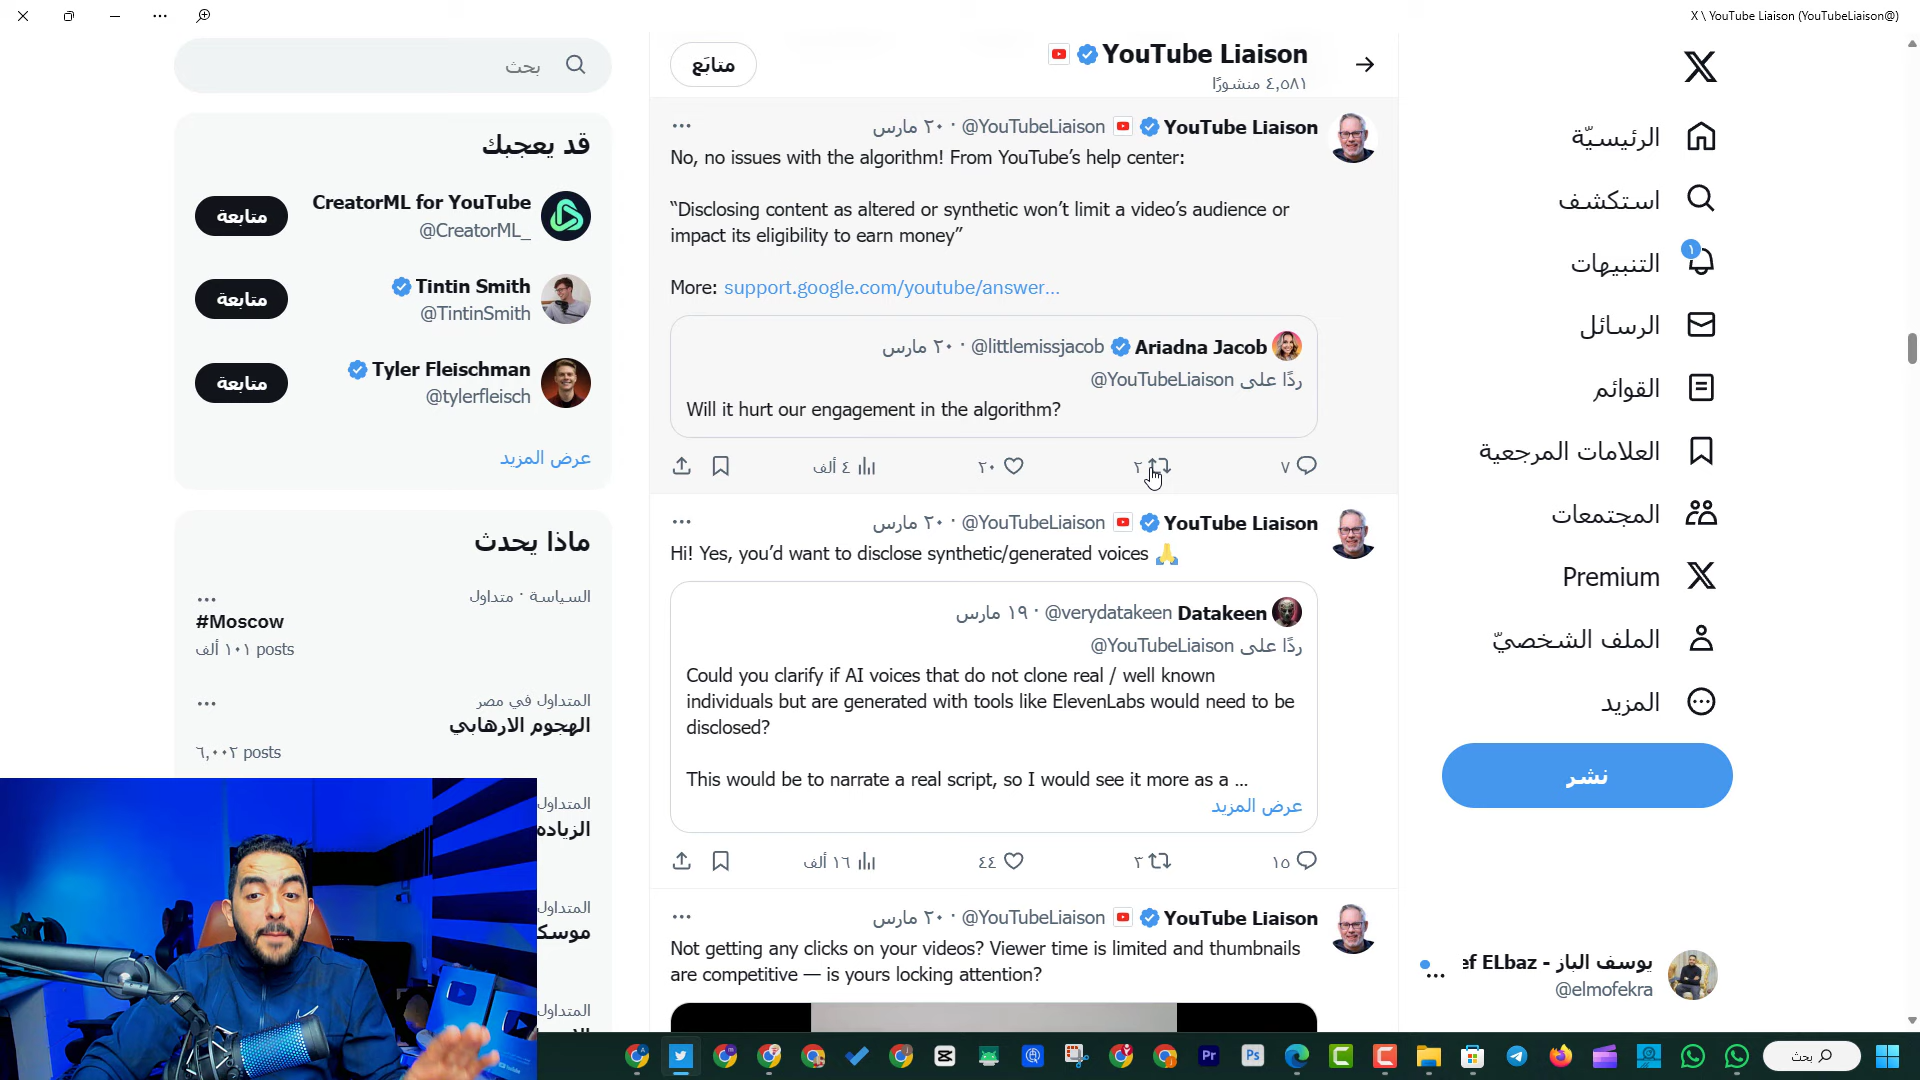 X \ YouTube Liaison (YouTubeLiaison@)
YouTube Liaison
٤,٥٨١ منشورًا
متابَع
بحث
قد يعجبك
CreatorML for YouTube
@CreatorML_
متابعة
Tintin Smith
@TintinSmith
متابعة
Tyler Fleischman
@tylerfleisch
متابعة
عرض المزيد
ماذا يحدث
السياسة · متداول
#Moscow
١٠١ ألف posts
المتداول في مصر
الهجوم الارهابي
٦,٠٠٢ posts
المتداول
الزياده
المتداول
موسك
المتداول
YouTube Liaison @YouTubeLiaison · ٢٠ مارس
No, no issues with the algorithm! From YouTube’s help center:
“Disclosing content as altered or synthetic won’t limit a video’s audience or
impact its eligibility to earn money”
More: support.google.com/youtube/answer...
Ariadna Jacob @littlemissjacob · ٢٠ مارس
ردًا على @YouTubeLiaison
Will it hurt our engagement in the algorithm?
٧ ٢ ٢٠ ٤ ألف
YouTube Liaison @YouTubeLiaison · ٢٠ مارس
Hi! Yes, you’d want to disclose synthetic/generated voices 🙏
Datakeen @verydatakeen · ١٩ مارس
ردًا على @YouTubeLiaison
Could you clarify if AI voices that do not clone real / well known
individuals but are generated with tools like ElevenLabs would need to be
disclosed?
This would be to narrate a real script, so I would see it more as a ...
عرض المزيد
١٥ ٣ ٤٤ ١٦ ألف
YouTube Liaison @YouTubeLiaison · ٢٠ مارس
Not getting any clicks on your videos? Viewer time is limited and thumbnails
are competitive — is yours locking attention?
الرئيسيّة
استكشف
١
التنبيهات
الرسائل
القوائم
العلامات المرجعية
المجتمعات
Premium
الملف الشخصيّ
المزيد
نشر
يوسف الباز - ef ELbaz
@elmofekra
Pr
Ps
بحث